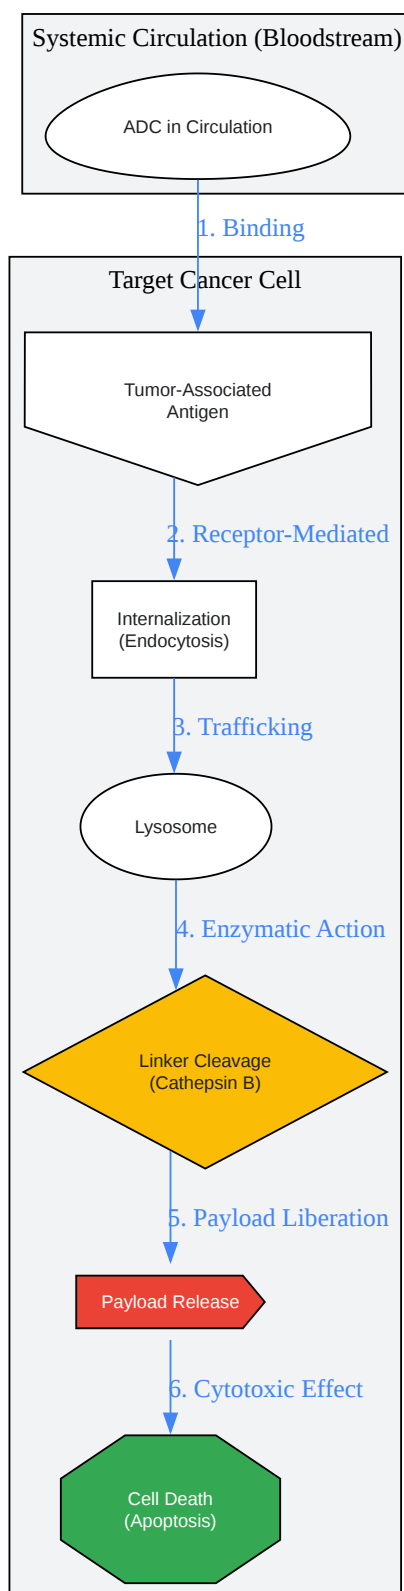 Systemic Circulation (Bloodstream)
ADC in Circulation
1. Binding
Target Cancer Cell
Tumor-Associated
Antigen
2. Receptor-Mediated
Internalization
(Endocytosis)
3. Trafficking
Lysosome
4. Enzymatic Action
Linker Cleavage
(Cathepsin B)
5. Payload Liberation
Payload Release
6. Cytotoxic Effect
Cell Death
(Apoptosis)